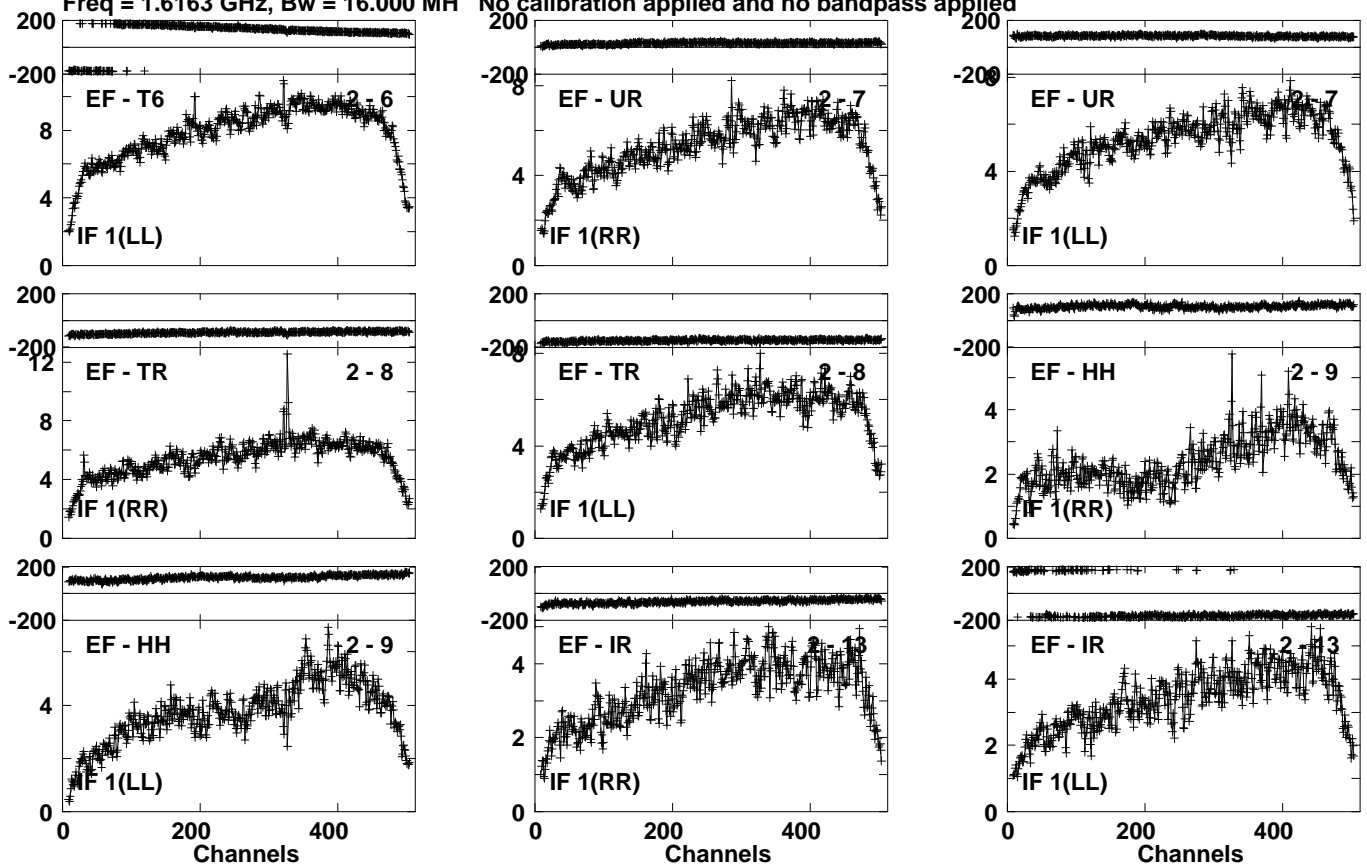 Freq = 1.6163 GHz, Bw = 16.000 MH No calibration applied and no bandpass applied
200
-200
EF - T6 2 - 6
8
4
IF 1(LL)
0
EF - UR 2 - 7
8
4
IF 1(RR)
0
200
-200
8
EF - UR 2 - 7
4
IF 1(LL)
0
200
-200
12
EF - TR 2 - 8
8
4
IF 1(RR)
0
200
-200
8
EF - TR 2 - 8
4
IF 1(LL)
0
200
-200
EF - HH 2 - 9
4
2
IF 1(RR)
0
200
-200
EF - HH 2 - 9
4
IF 1(LL)
0
0 200 400
Channels
200
-200
EF - IR 2 - 13
4
2
IF 1(RR)
0
0 200 400
Channels
200
-200
EF - IR 2 - 13
4
2
IF 1(LL)
0
0 200 400
Channels